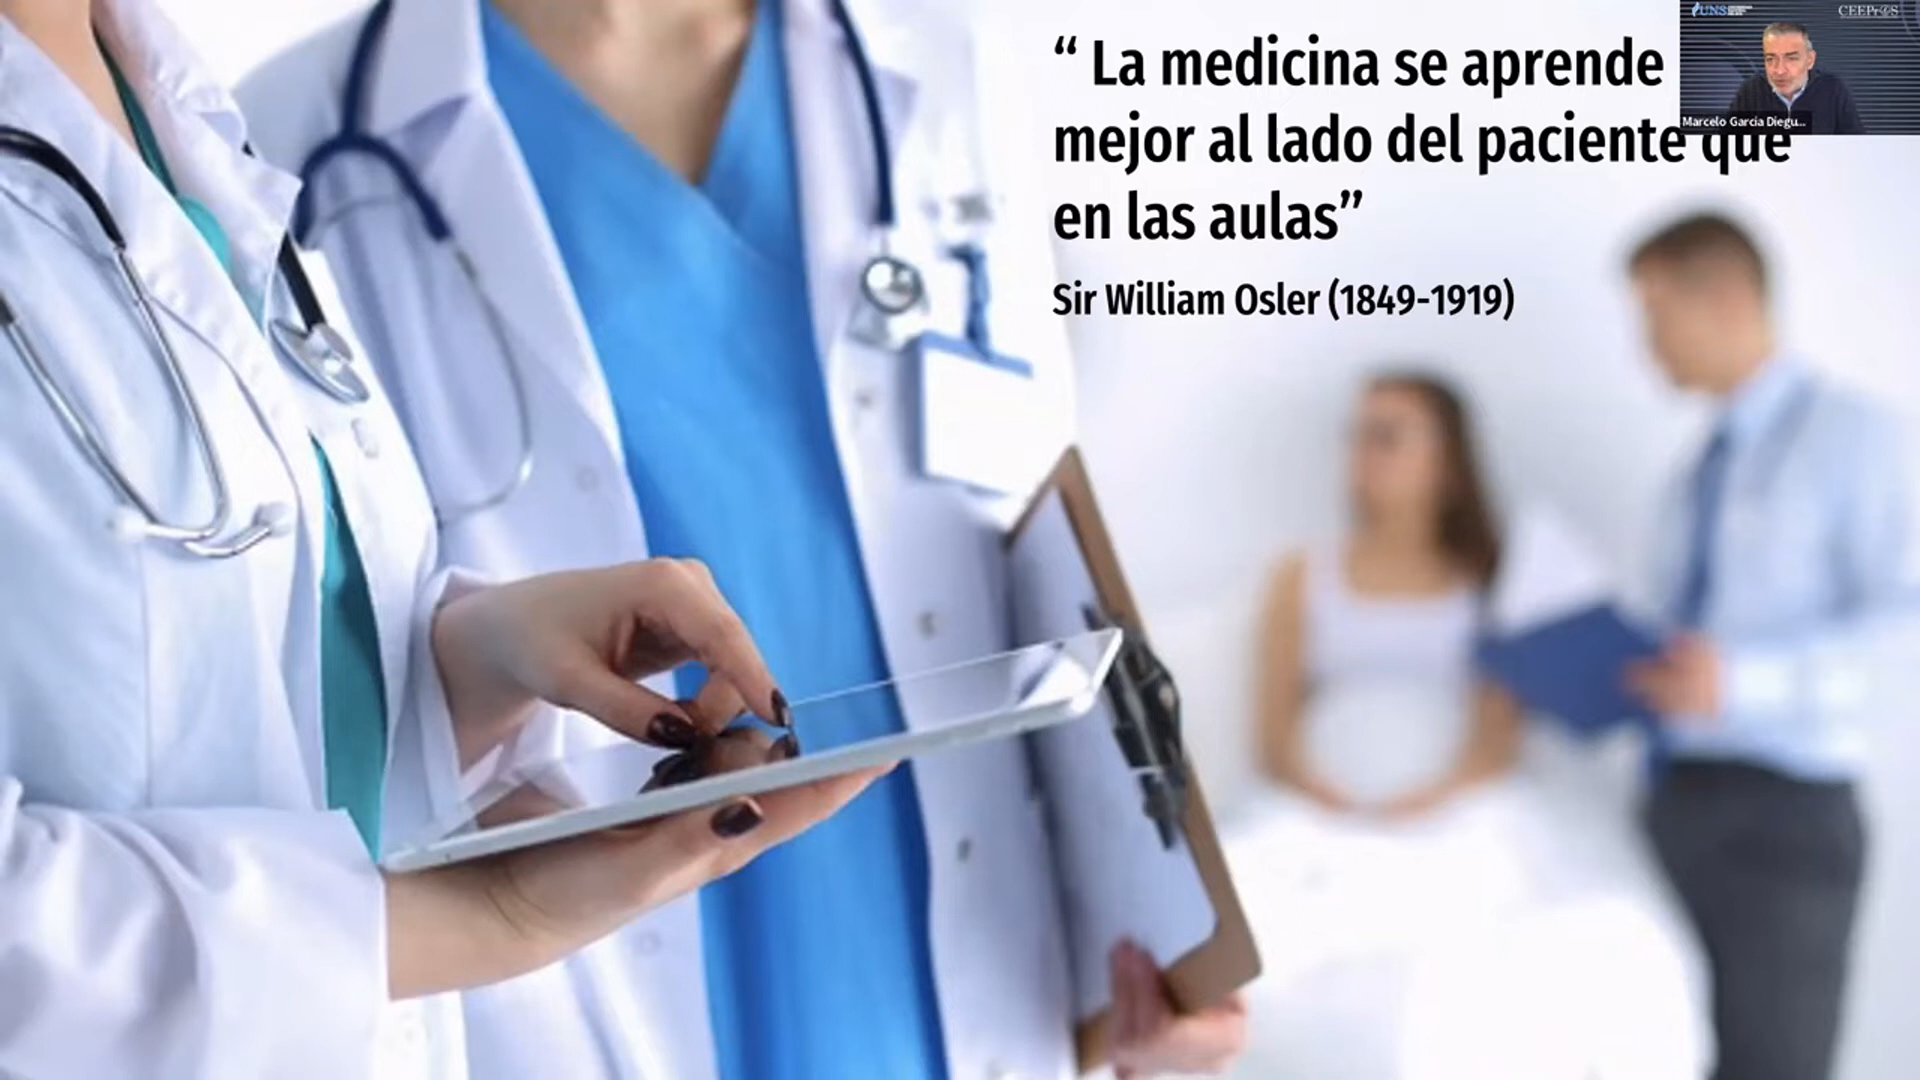 “ La medicina se aprende
mejor al lado del paciente que
en las aulas”
Sir William Osler (1849-1919)
UNS
CEEPr@S
Marcelo Garcia Diegu...